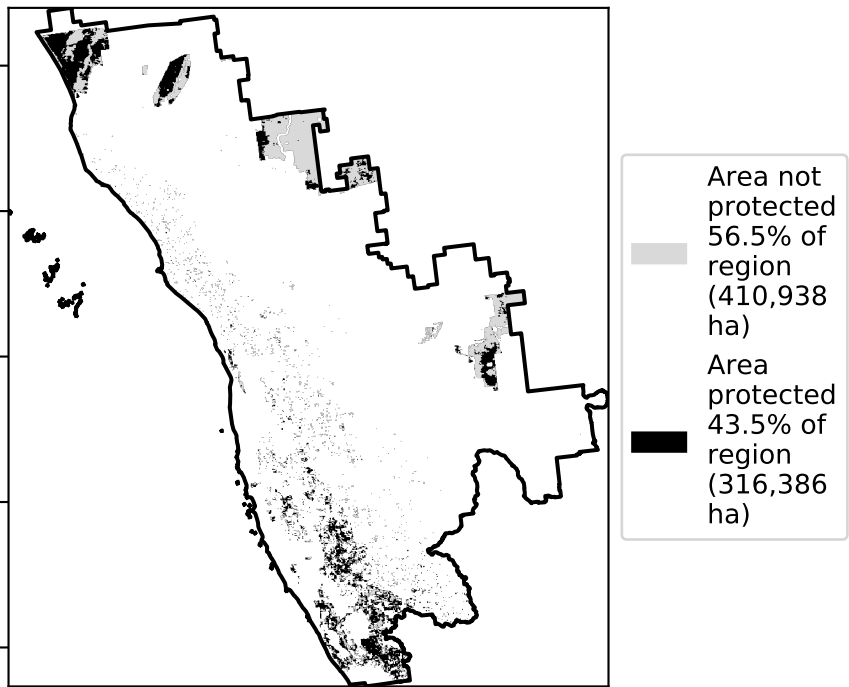 Area not
protected
56.5% of
region
(410,938
ha)
Area
protected
43.5% of
region
(316,386
ha)